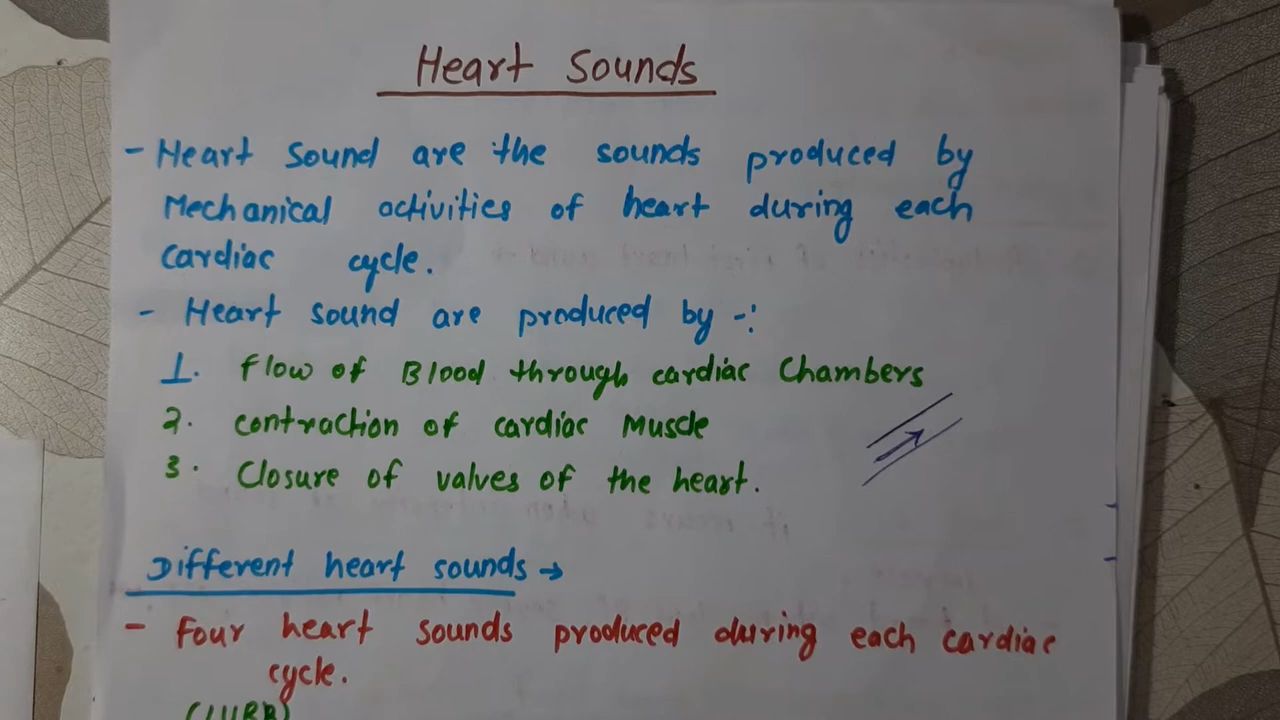 Heart Sounds
- Heart Sound are the sounds produced by
Mechanical activities of heart during each
cardiac cycle.
- Heart sound are produced by -:
1. flow of Blood through cardiac Chambers
2. contraction of cardiac Muscle
3. Closure of valves of the heart.
Different heart sounds →
- Four heart sounds produced during each cardiac
cycle.
(LUBB)